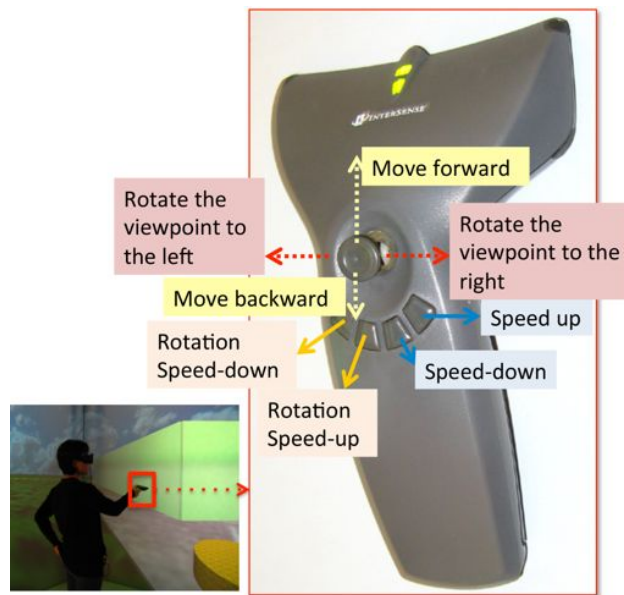 INTERSENSE
Move forward
Rotate the
viewpoint to
the left
Rotate the
viewpoint to the
right
Move backward
Speed up
Rotation
Speed-down
Speed-down
Rotation
Speed-up